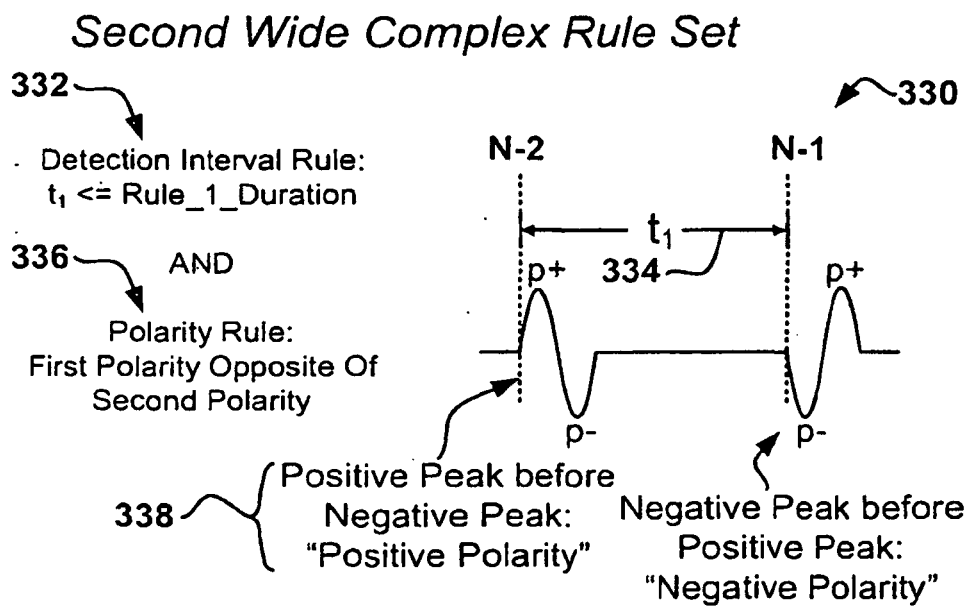 Second Wide Complex Rule Set
332
330
Detection Interval Rule:
t₁ <= Rule_1_Duration
336
AND
Polarity Rule:
First Polarity Opposite Of
Second Polarity
N-2
N-1
t₁
334
p+
p+
p-
p-
338
Positive Peak before
Negative Peak:
“Positive Polarity”
Negative Peak before
Positive Peak:
“Negative Polarity”